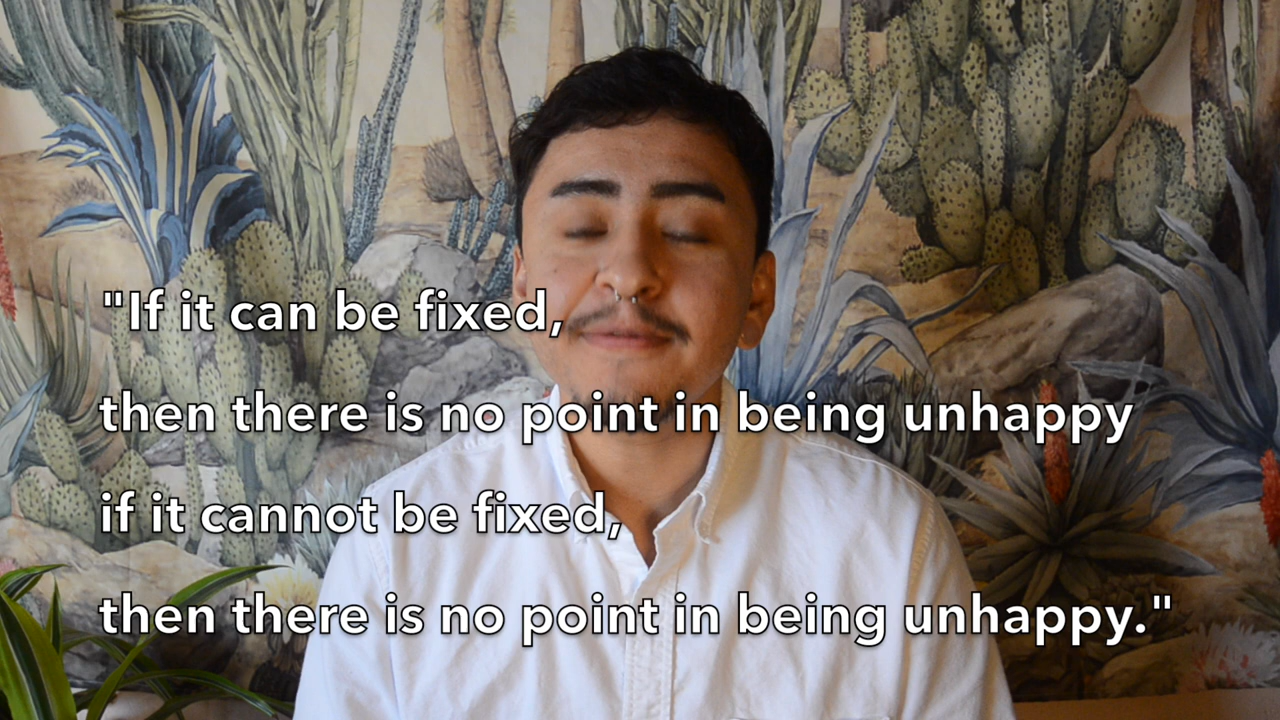 "If it can be fixed,
then there is no point in being unhappy
if it cannot be fixed,
then there is no point in being unhappy."